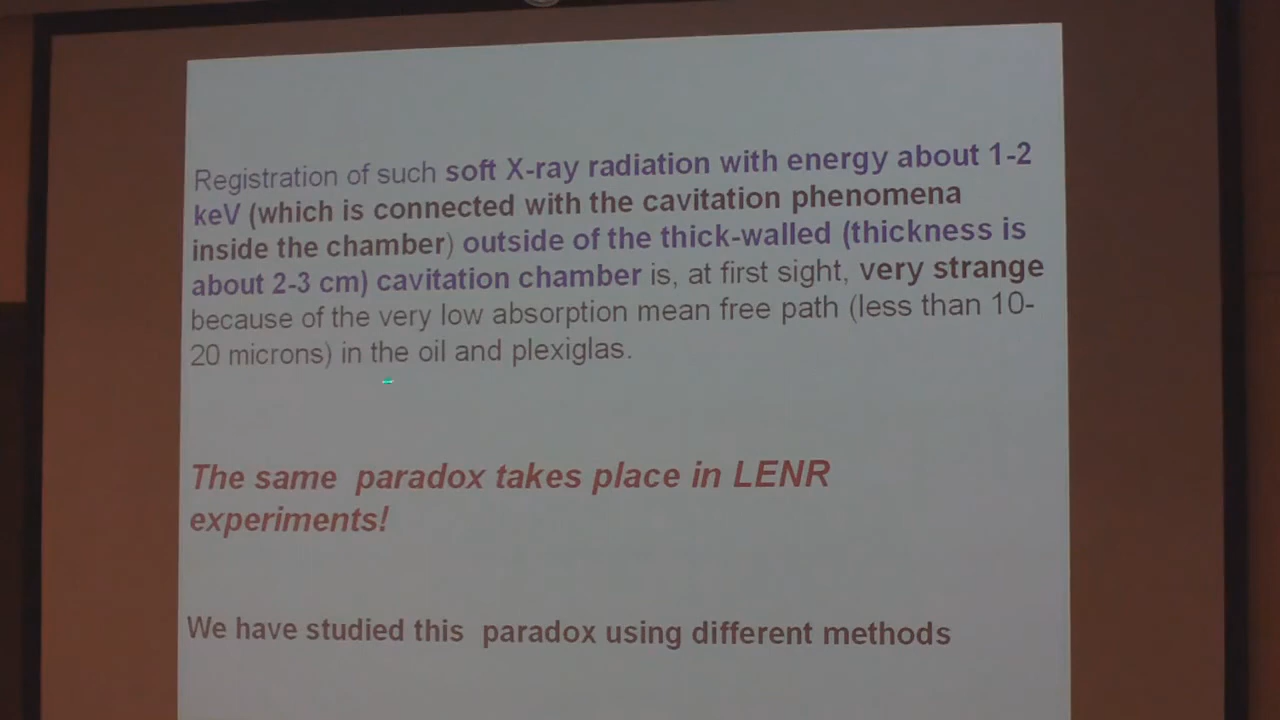 Registration of such soft X-ray radiation with energy about 1-2
keV (which is connected with the cavitation phenomena
inside the chamber) outside of the thick-walled (thickness is
about 2-3 cm) cavitation chamber is, at first sight, very strange
because of the very low absorption mean free path (less than 10-
20 microns) in the oil and plexiglas.
The same paradox takes place in LENR
experiments!
We have studied this paradox using different methods